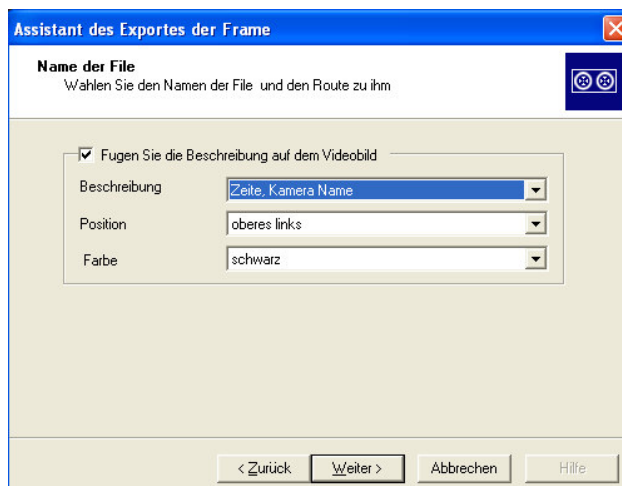 Assistant des Exportes der Frame
Name der File
Wahlen Sie den Namen der File und den Route zu ihm
Fugen Sie die Beschreibung auf dem Videobild
Beschreibung Zeite, Kamera Name
Position oberes links
Farbe schwarz
< Zurück Weiter > Abbrechen Hilfe